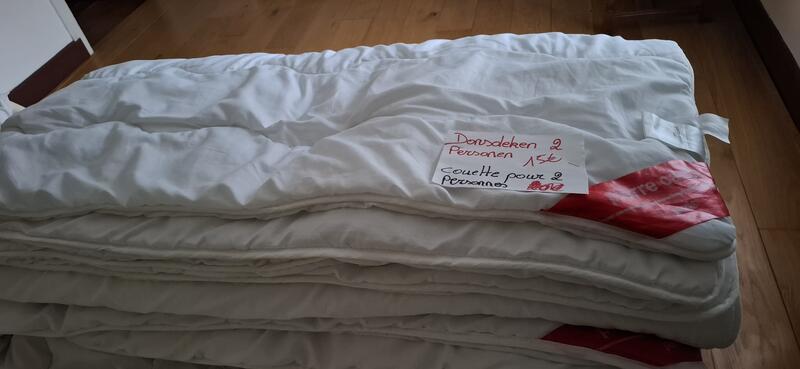 Donsdeken 2
Personen 15€
Couette pour 2
Personnes